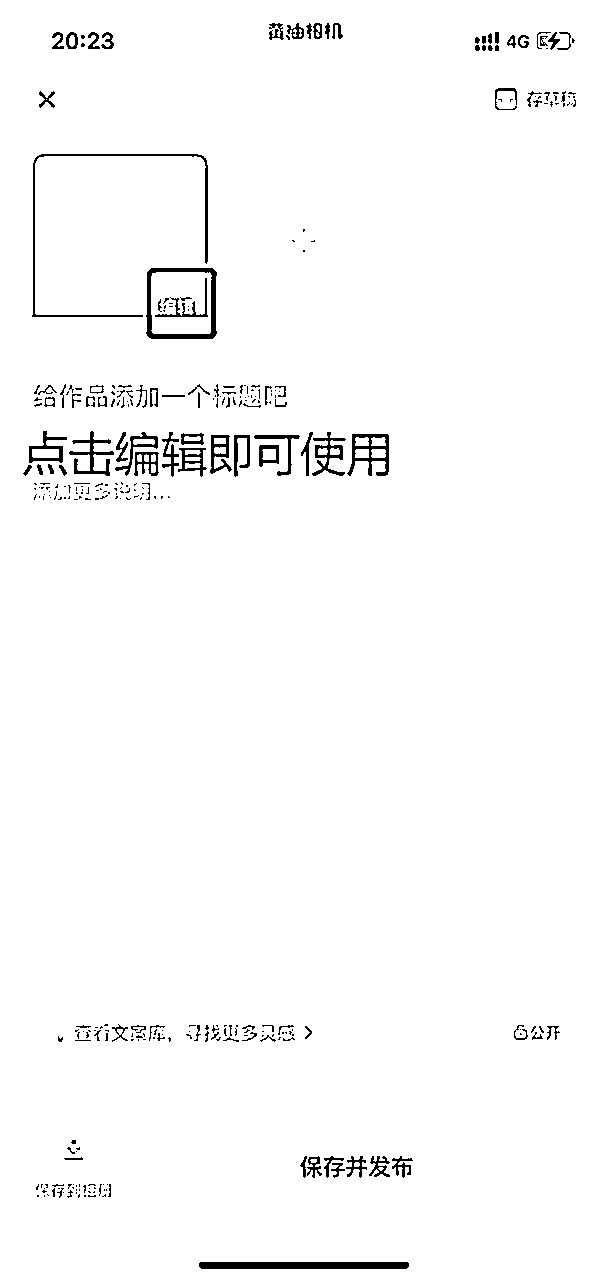 20:23
黄油相机
4G
存草稿
编辑
给作品添加一个标题吧
点击编辑即可使用
添加更多说明...
查看文案库，寻找更多灵感
公开
保存到相册
保存并发布